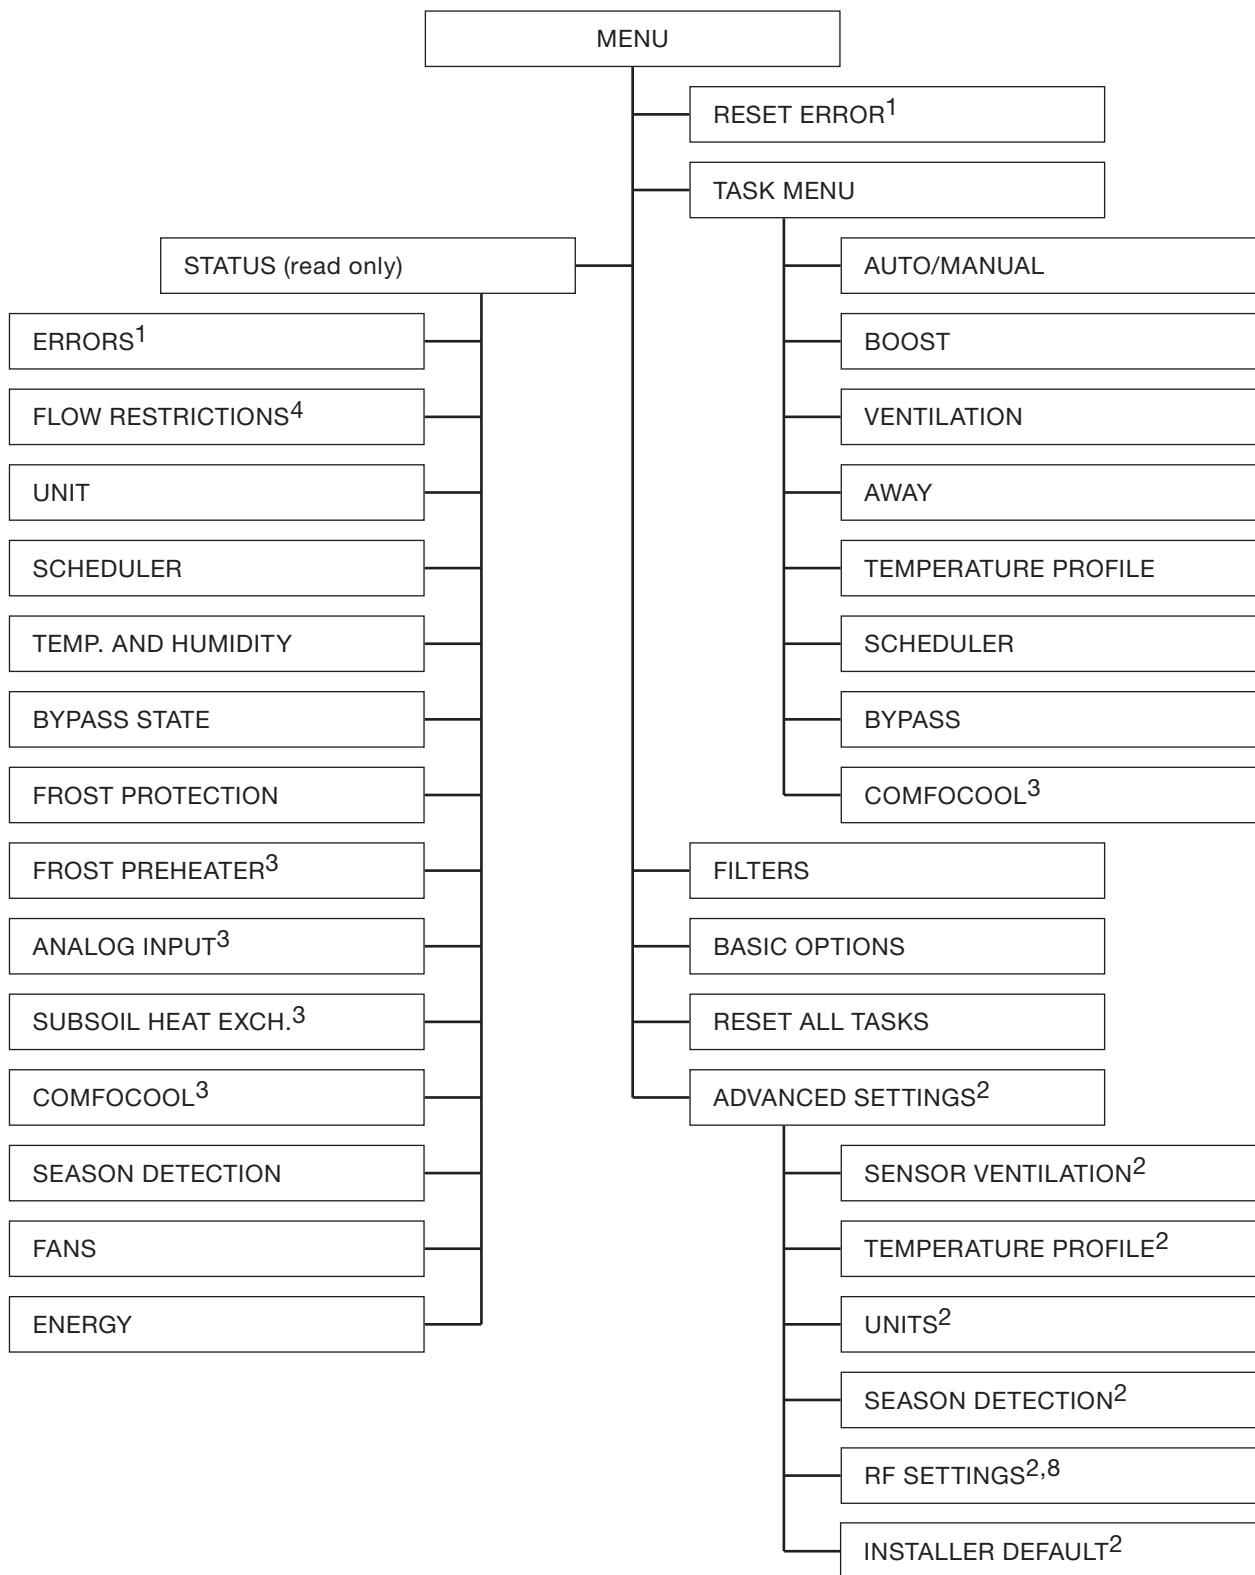 MENU
RESET ERROR¹
TASK MENU
STATUS (read only)
AUTO/MANUAL
ERRORS¹
BOOST
FLOW RESTRICTIONS⁴
VENTILATION
UNIT
AWAY
SCHEDULER
TEMPERATURE PROFILE
TEMP. AND HUMIDITY
SCHEDULER
BYPASS STATE
BYPASS
FROST PROTECTION
COMFOCOOL³
FROST PREHEATER³
FILTERS
ANALOG INPUT³
BASIC OPTIONS
SUBSOIL HEAT EXCH.³
RESET ALL TASKS
COMFOCOOL³
ADVANCED SETTINGS²
SEASON DETECTION
SENSOR VENTILATION²
FANS
TEMPERATURE PROFILE²
ENERGY
UNITS²
SEASON DETECTION²
RF SETTINGS²,⁸
INSTALLER DEFAULT²